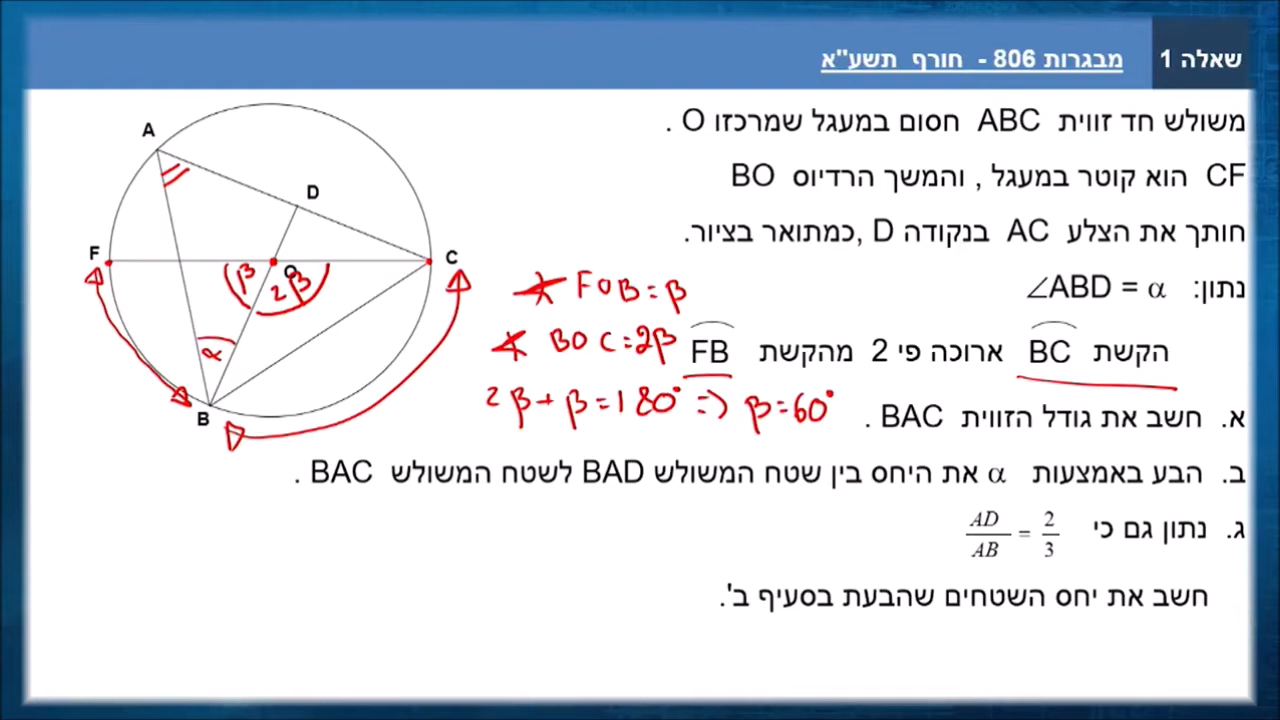 שאלה 1
מבגרות 806 - חורף תשע"א
משולש חד זווית ABC חסום במעגל שמרכזו O .
CF הוא קוטר במעגל , והמשך הרדיוס BO
חותך את הצלע AC בנקודה D ,כמתואר בציור.
נתון: ∠ABD = α
הקשת BC ארוכה פי 2 מהקשת FB
א. חשב את גודל הזווית BAC .
ב. הבע באמצעות α את היחס בין שטח המשולש BAD לשטח המשולש BAC .
ג. נתון גם כי AD/AB = 2/3
חשב את יחס השטחים שהבעת בסעיף ב'.
A
D
F
O
C
β
2β
α
B
∢ FOB = β
∢ BOC = 2β
2β + β = 180° => β = 60°